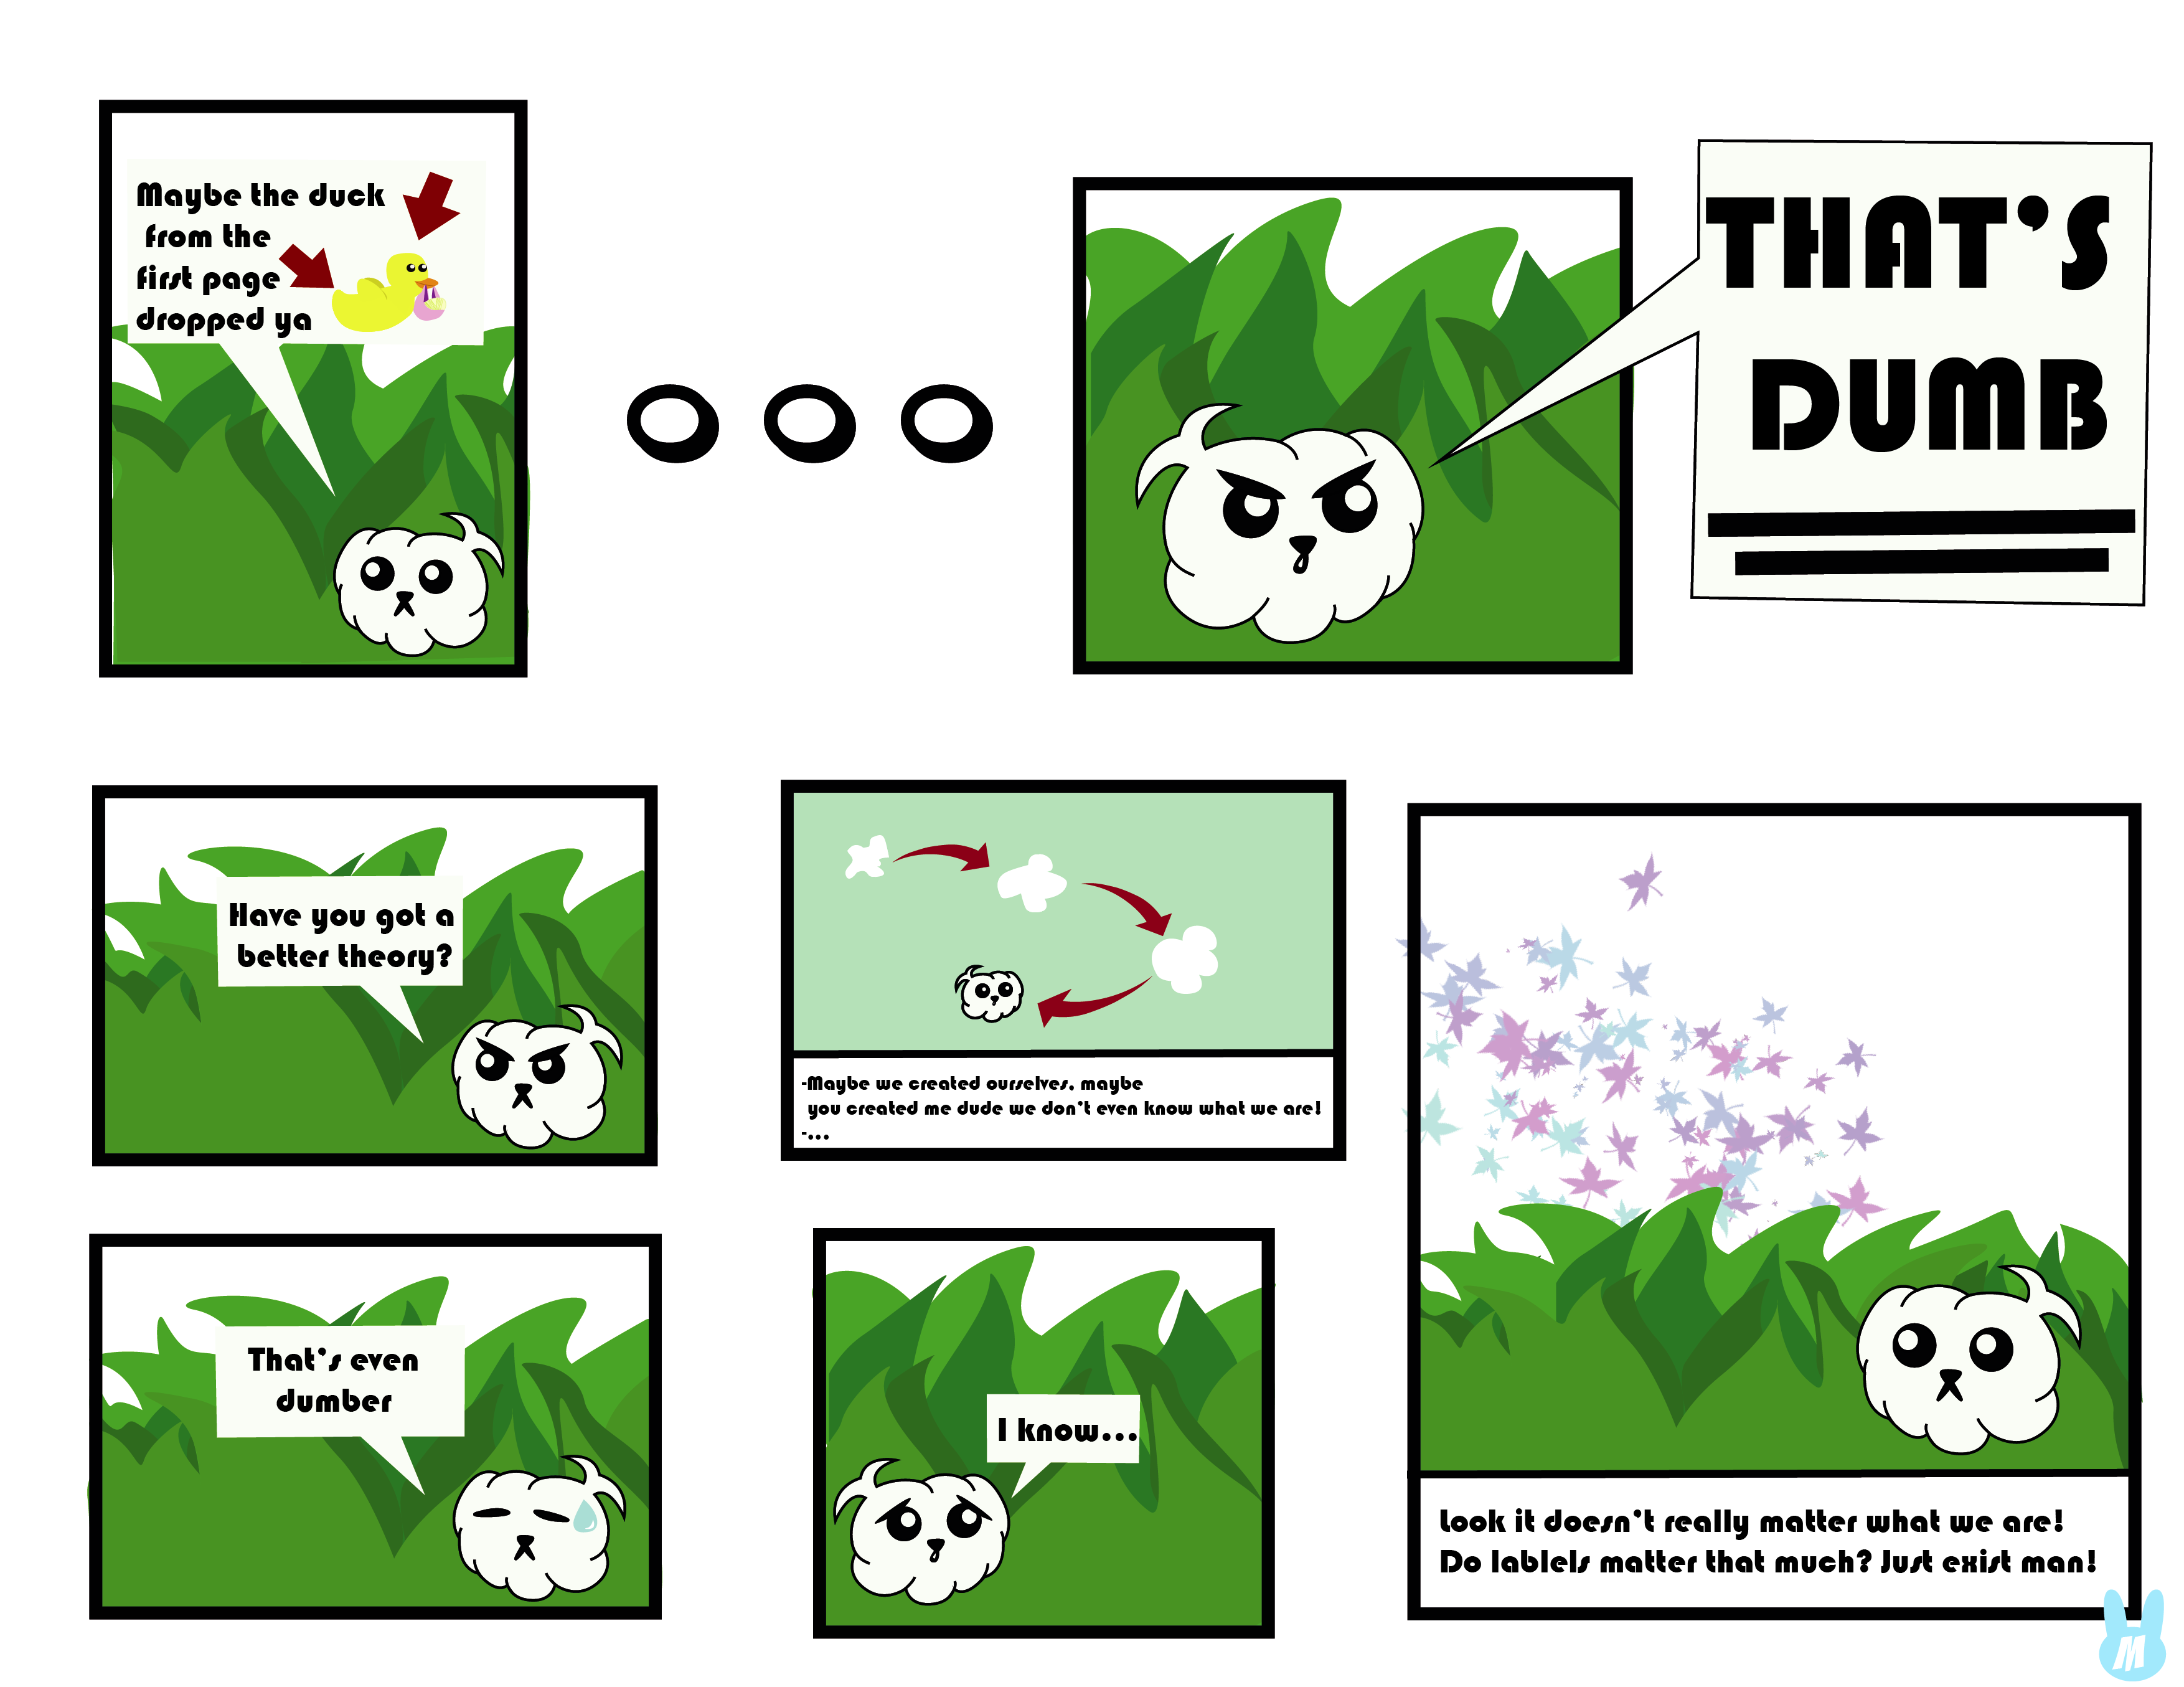 Maybe the duck
from the
first page
dropped ya
THAT'S
DUMB
Have you got a
better theory?
-Maybe we created ourselves, maybe
you created me dude we don't even know what we are!
-...
That's even
dumber
I know...
Look it doesn't really matter what we are!
Do lablels matter that much? Just exist man!
M